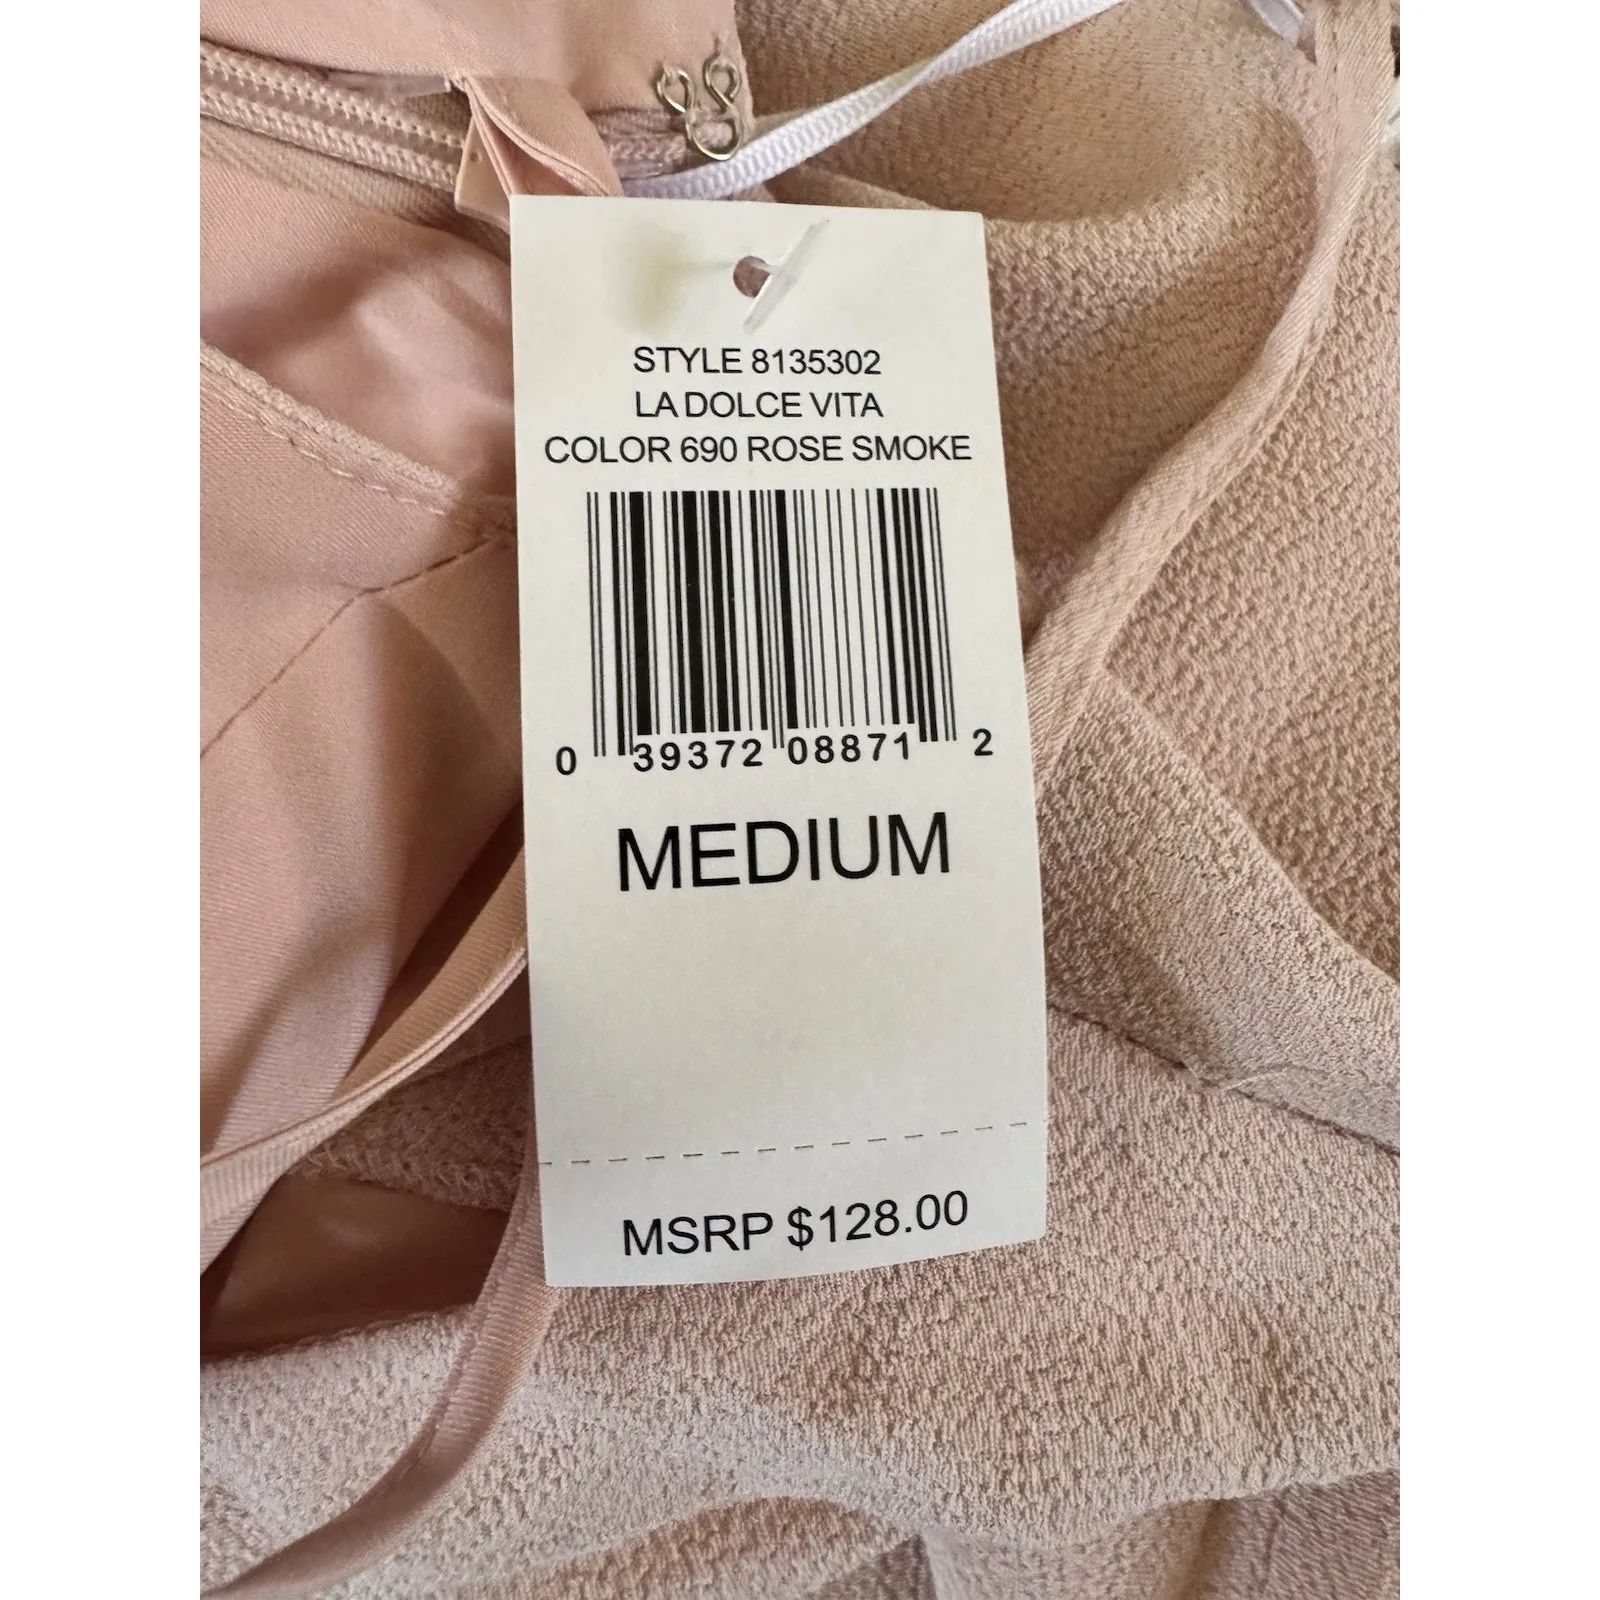 STYLE 8135302
LA DOLCE VITA
COLOR 690 ROSE SMOKE
0 39372 08871 2
MEDIUM
MSRP $128.00